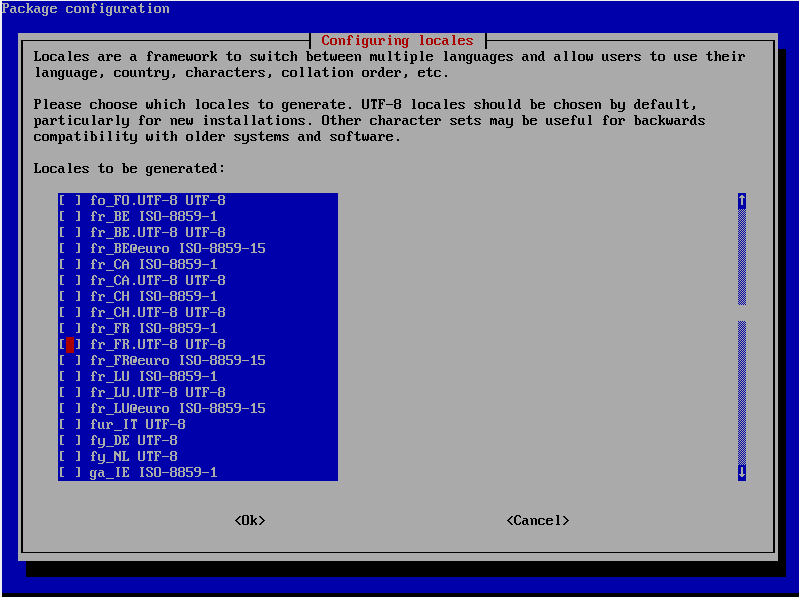 Package configuration
Configuring locales
Locales are a framework to switch between multiple languages and allow users to use their
language, country, characters, collation order, etc.
Please choose which locales to generate. UTF-8 locales should be chosen by default,
particularly for new installations. Other character sets may be useful for backwards
compatibility with older systems and software.
Locales to be generated:
[ ] fo_FO.UTF-8 UTF-8
[ ] fr_BE ISO-8859-1
[ ] fr_BE.UTF-8 UTF-8
[ ] fr_BE@euro ISO-8859-15
[ ] fr_CA ISO-8859-1
[ ] fr_CA.UTF-8 UTF-8
[ ] fr_CH ISO-8859-1
[ ] fr_CH.UTF-8 UTF-8
[ ] fr_FR ISO-8859-1
[ ] fr_FR.UTF-8 UTF-8
[ ] fr_FR@euro ISO-8859-15
[ ] fr_LU ISO-8859-1
[ ] fr_LU.UTF-8 UTF-8
[ ] fr_LU@euro ISO-8859-15
[ ] fur_IT UTF-8
[ ] fy_DE UTF-8
[ ] fy_NL UTF-8
[ ] ga_IE ISO-8859-1
<Ok> <Cancel>